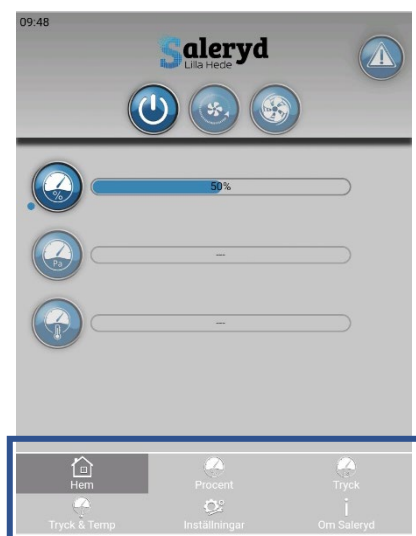 09:48
Saleryd
Lilla Hede
%
50%
Pa
---
---
Hem
Procent
Tryck
Tryck & Temp
Inställningar
Om Saleryd